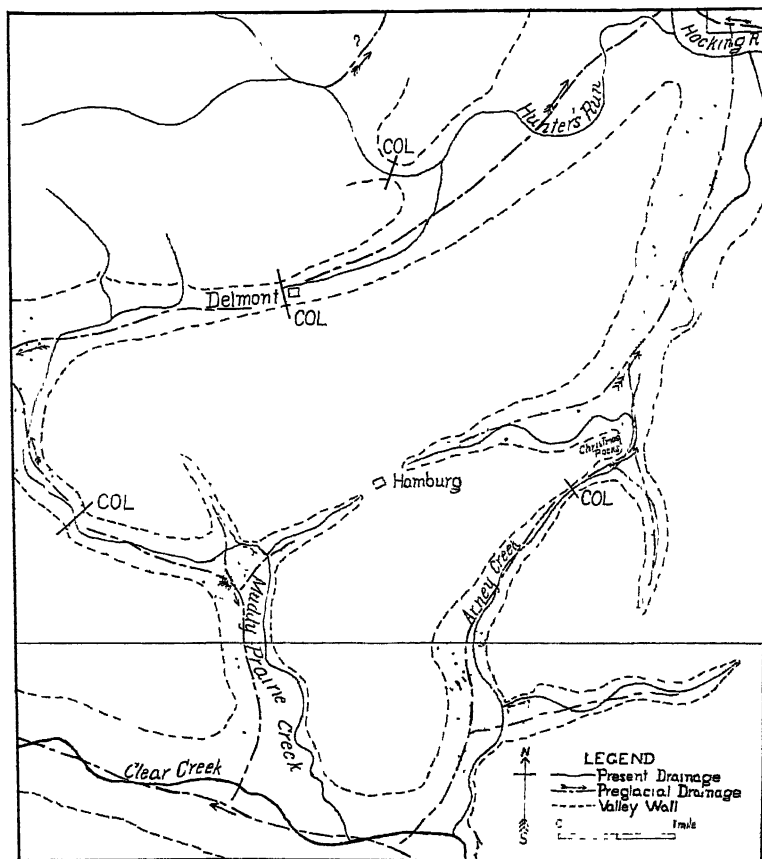 ?
Hocking R
Hunter's Run
COL
Delmont
COL
Christmas
Rocks
Hamburg
COL
COL
Arney Creek
Muddy Prairie Creek
Clear Creek
N
S
LEGEND
Present Drainage
Preglacial Drainage
Valley Wall
0 1 mile